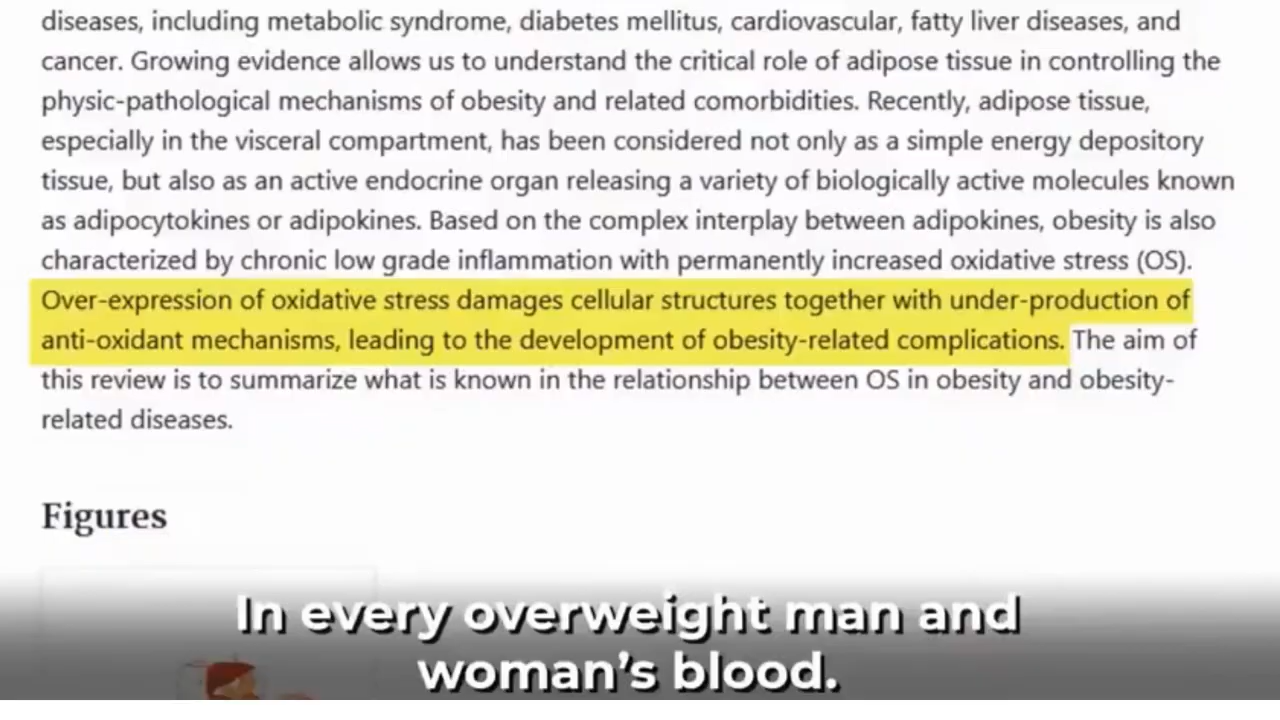 diseases, including metabolic syndrome, diabetes mellitus, cardiovascular, fatty liver diseases, and
cancer. Growing evidence allows us to understand the critical role of adipose tissue in controlling the
physic-pathological mechanisms of obesity and related comorbidities. Recently, adipose tissue,
especially in the visceral compartment, has been considered not only as a simple energy depository
tissue, but also as an active endocrine organ releasing a variety of biologically active molecules known
as adipocytokines or adipokines. Based on the complex interplay between adipokines, obesity is also
characterized by chronic low grade inflammation with permanently increased oxidative stress (OS).
Over-expression of oxidative stress damages cellular structures together with under-production of
anti-oxidant mechanisms, leading to the development of obesity-related complications. The aim of
this review is to summarize what is known in the relationship between OS in obesity and obesity-
related diseases.
Figures
In every overweight man and
woman's blood.